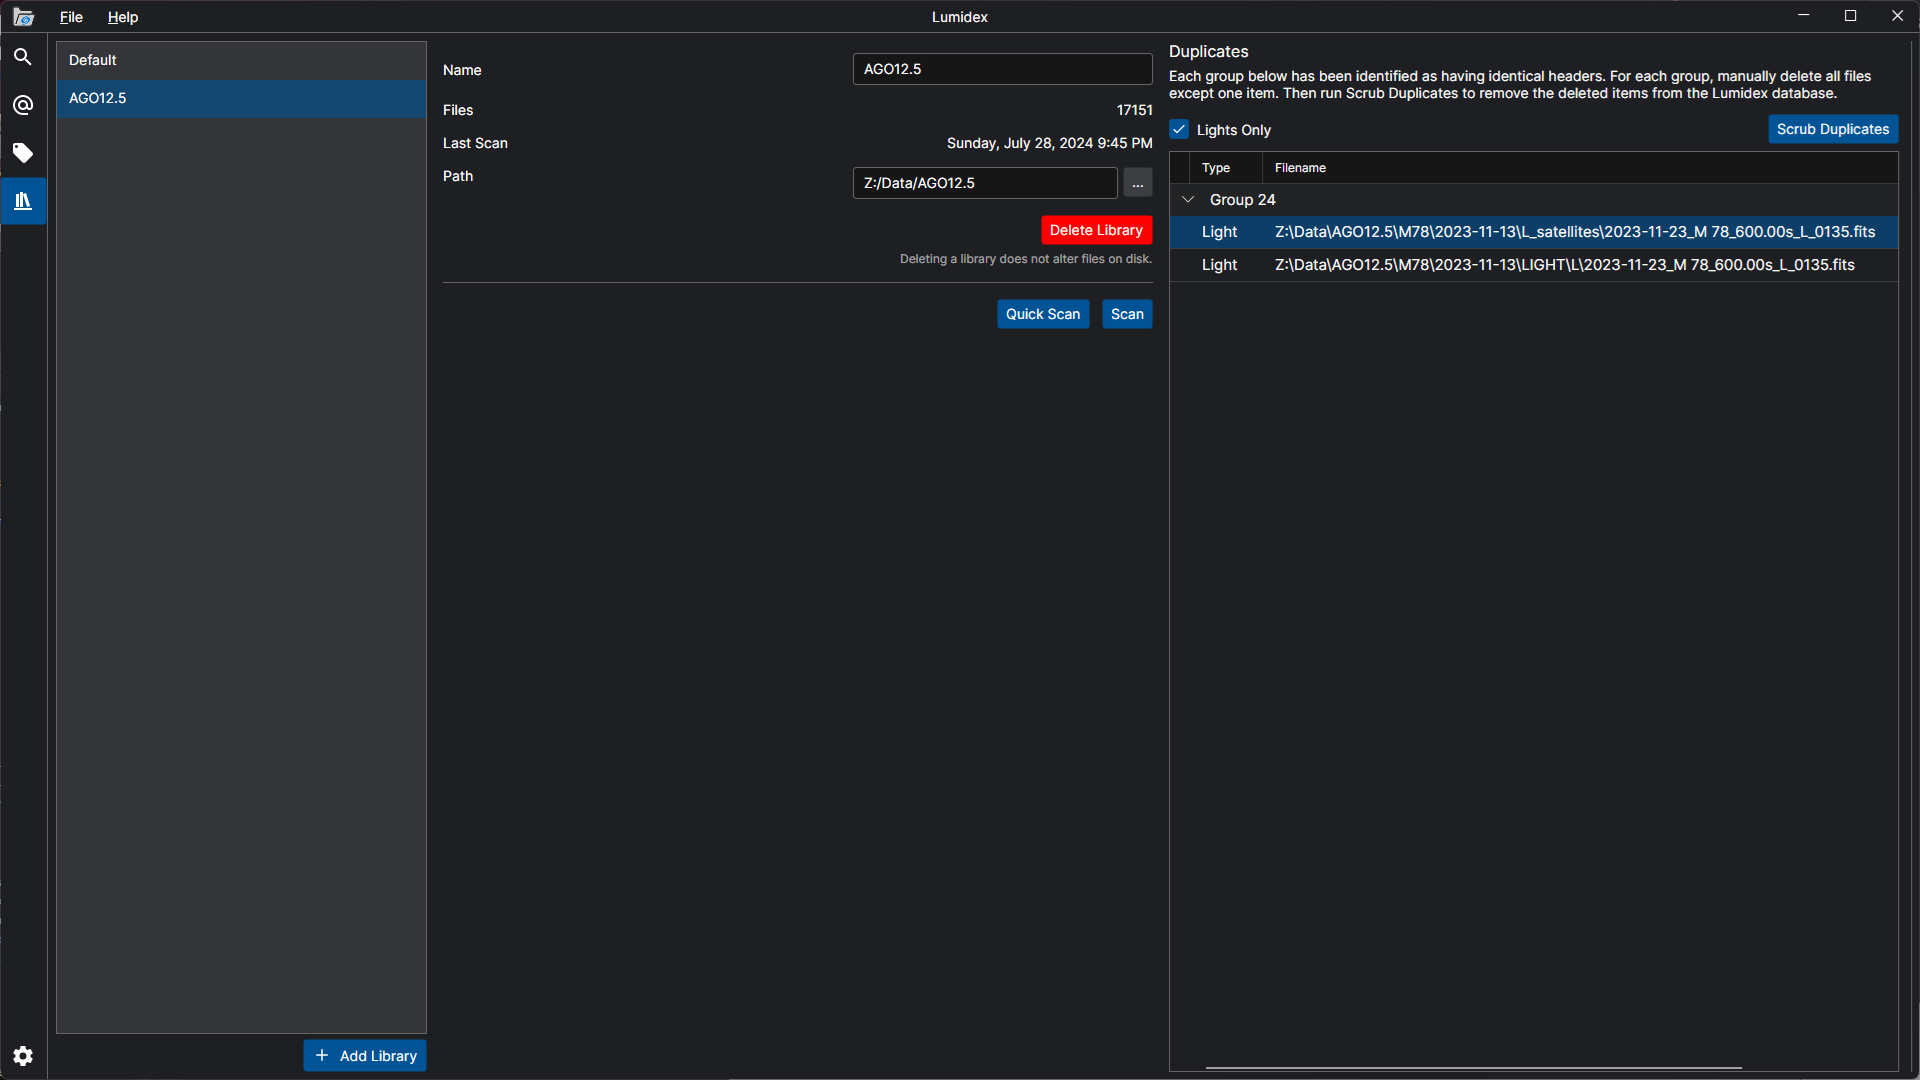 File Help Lumidex
Default
AGO12.5
Add Library
Name AGO12.5
Files 17151
Last Scan Sunday, July 28, 2024 9:45 PM
Path Z:/Data/AGO12.5 ...
Delete Library
Deleting a library does not alter files on disk.
Quick Scan Scan
Duplicates
Each group below has been identified as having identical headers. For each group, manually delete all files
except one item. Then run Scrub Duplicates to remove the deleted items from the Lumidex database.
Lights Only Scrub Duplicates
Type Filename
Group 24
Light Z:\Data\AGO12.5\M78\2023-11-13\L_satellites\2023-11-23_M 78_600.00s_L_0135.fits
Light Z:\Data\AGO12.5\M78\2023-11-13\LIGHT\L\2023-11-23_M 78_600.00s_L_0135.fits